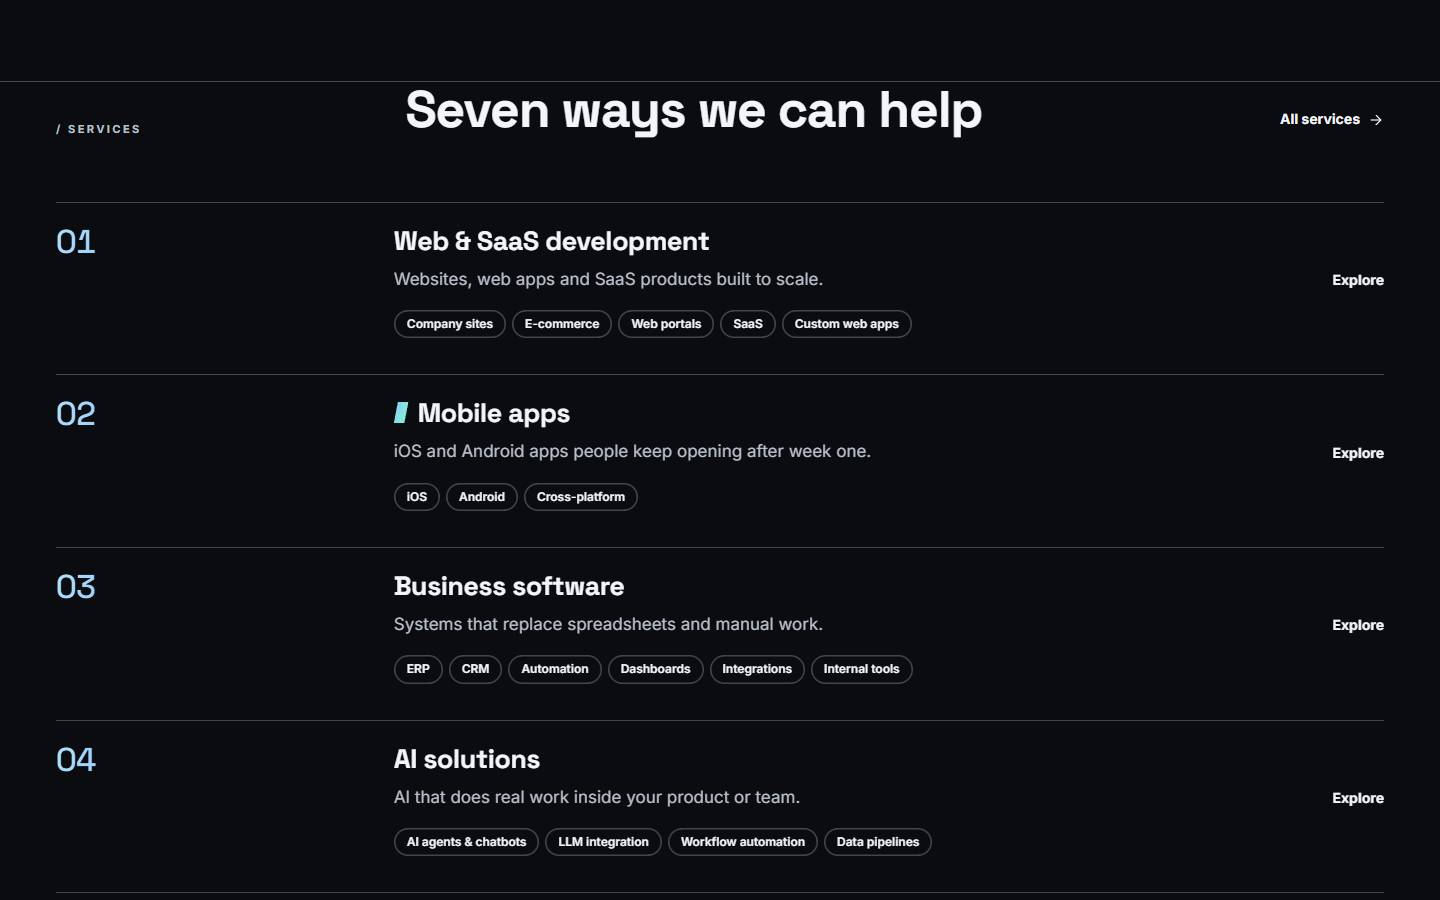 / SERVICES
Seven ways we can help
All services →
01
Web & SaaS development
Websites, web apps and SaaS products built to scale.
Explore
Company sites
E-commerce
Web portals
SaaS
Custom web apps
02
Mobile apps
iOS and Android apps people keep opening after week one.
Explore
iOS
Android
Cross-platform
03
Business software
Systems that replace spreadsheets and manual work.
Explore
ERP
CRM
Automation
Dashboards
Integrations
Internal tools
04
AI solutions
AI that does real work inside your product or team.
Explore
AI agents & chatbots
LLM integration
Workflow automation
Data pipelines